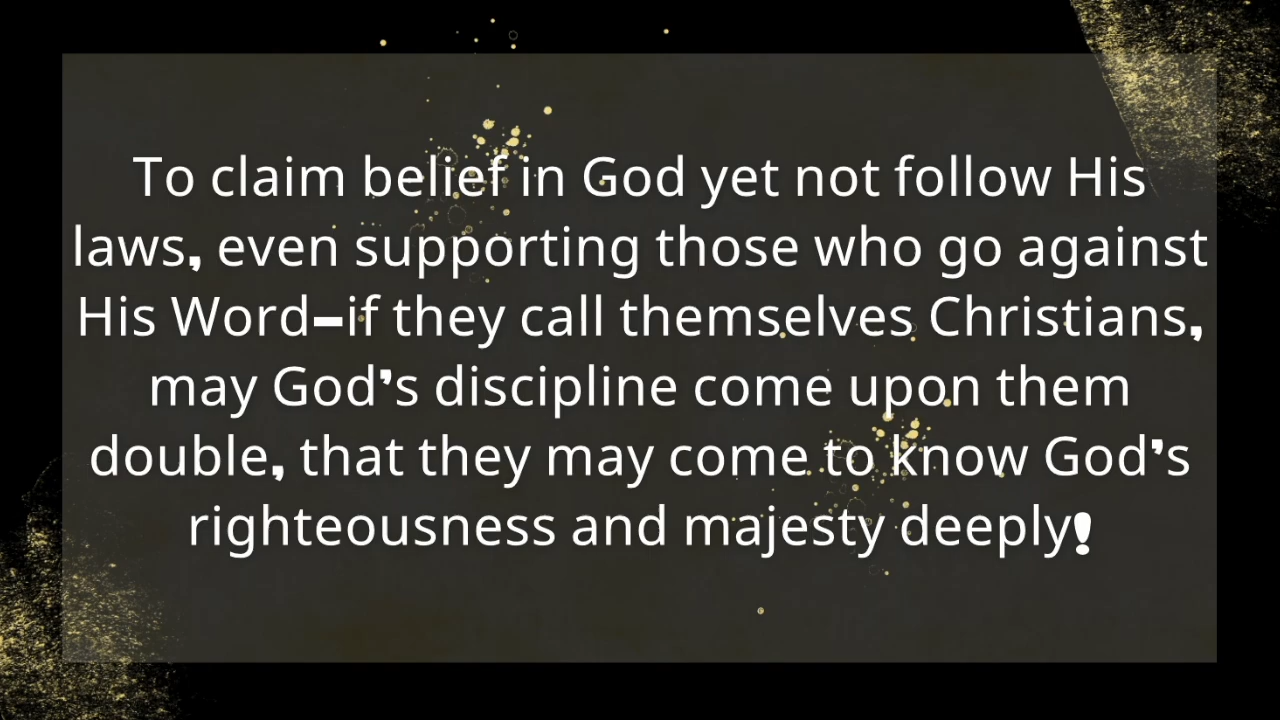 To claim belief in God yet not follow His
laws, even supporting those who go against
His Word–if they call themselves Christians,
may God’s discipline come upon them
double, that they may come to know God’s
righteousness and majesty deeply!